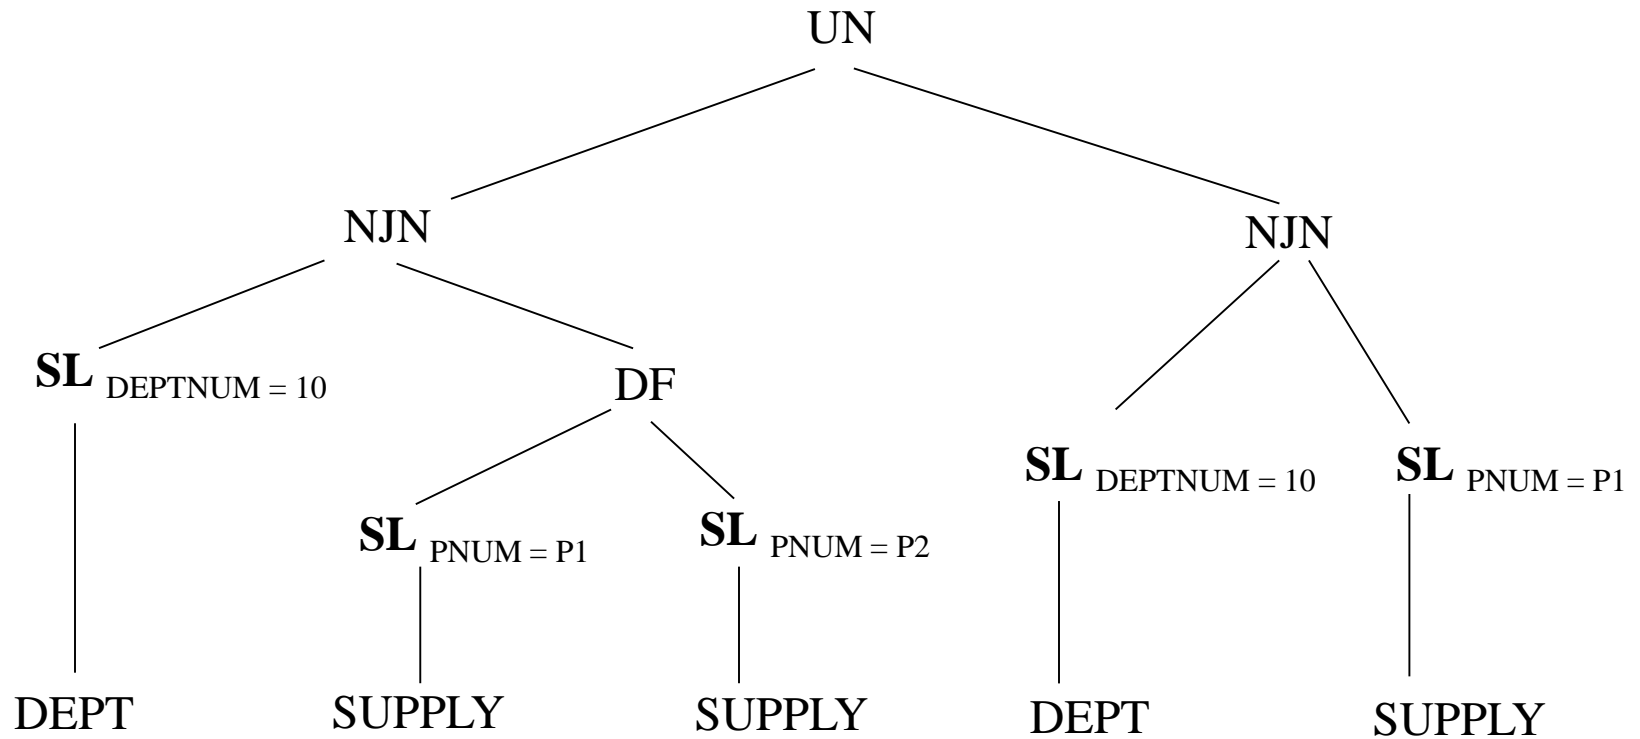 UN
NJN
NJN
SL DEPTNUM = 10
DF
SL DEPTNUM = 10
SL PNUM = P1
SL PNUM = P1
SL PNUM = P2
DEPT
SUPPLY
SUPPLY
DEPT
SUPPLY